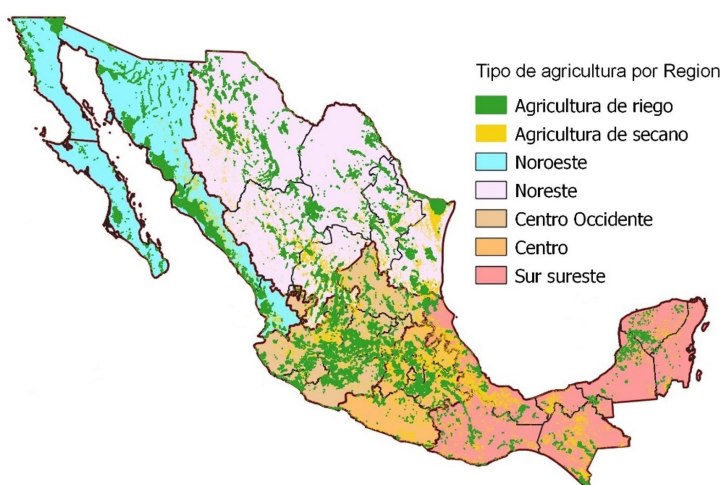 Tipo de agricultura por Region
Agricultura de riego
Agricultura de secano
Noroeste
Noreste
Centro Occidente
Centro
Sur sureste